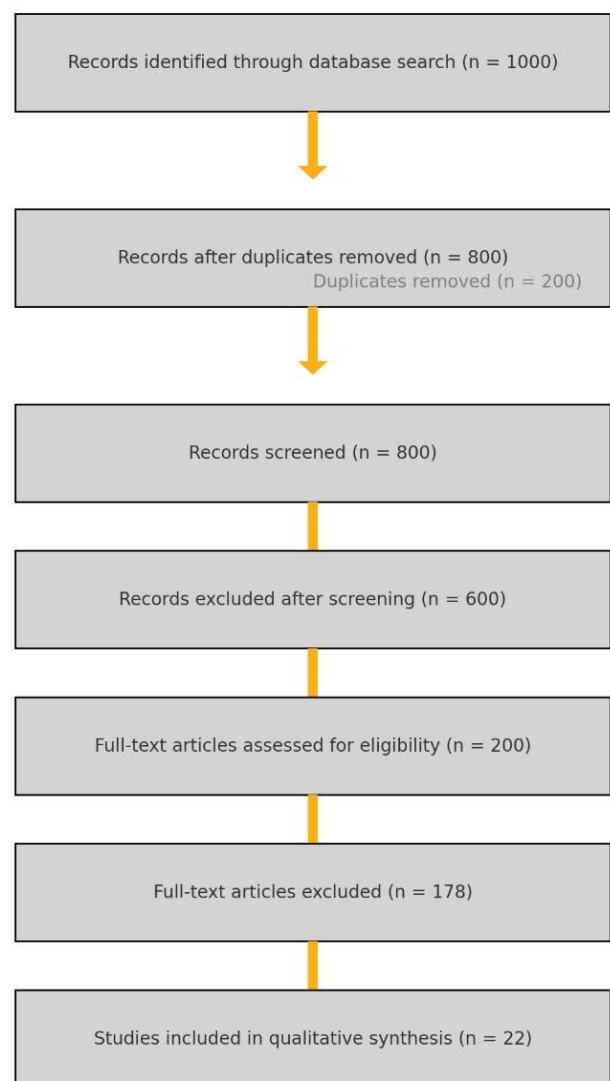 Records identified through database search (n = 1000)
Records after duplicates removed (n = 800)
Duplicates removed (n = 200)
Records screened (n = 800)
Records excluded after screening (n = 600)
Full-text articles assessed for eligibility (n = 200)
Full-text articles excluded (n = 178)
Studies included in qualitative synthesis (n = 22)